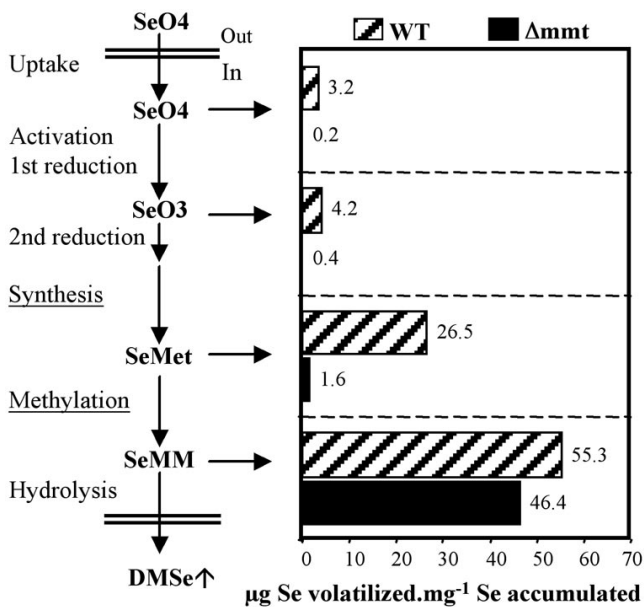 SeO4
Out
WT
Δmmt
Uptake
In
SeO4
3.2
0.2
Activation
1st reduction
SeO3
4.2
2nd reduction
0.4
Synthesis
SeMet
26.5
1.6
Methylation
SeMM
55.3
Hydrolysis
46.4
0 10 20 30 40 50 60 70
DMSe↑
µg Se volatilized.mg⁻¹ Se accumulated